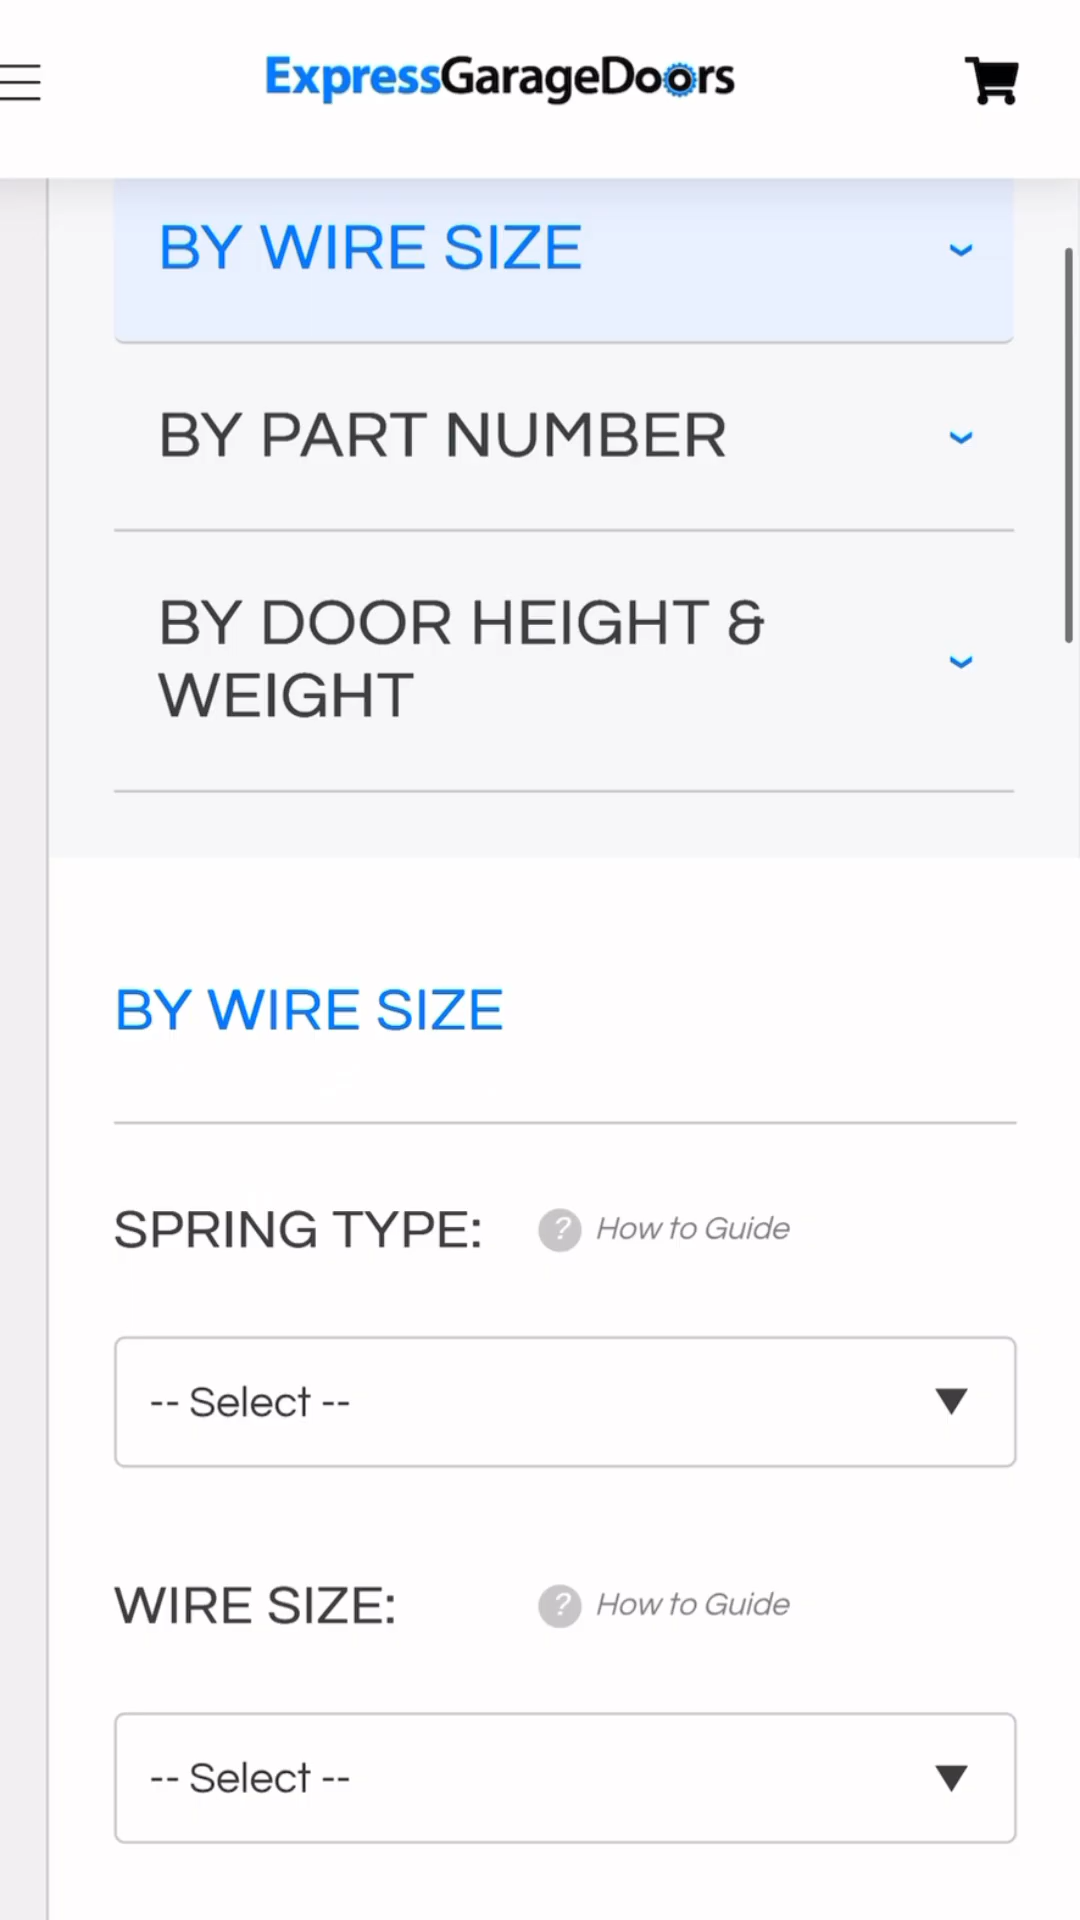 ExpressGarageDoors
BY WIRE SIZE
BY PART NUMBER
BY DOOR HEIGHT &
WEIGHT
BY WIRE SIZE
SPRING TYPE: ? How to Guide
-- Select --
WIRE SIZE: ? How to Guide
-- Select --